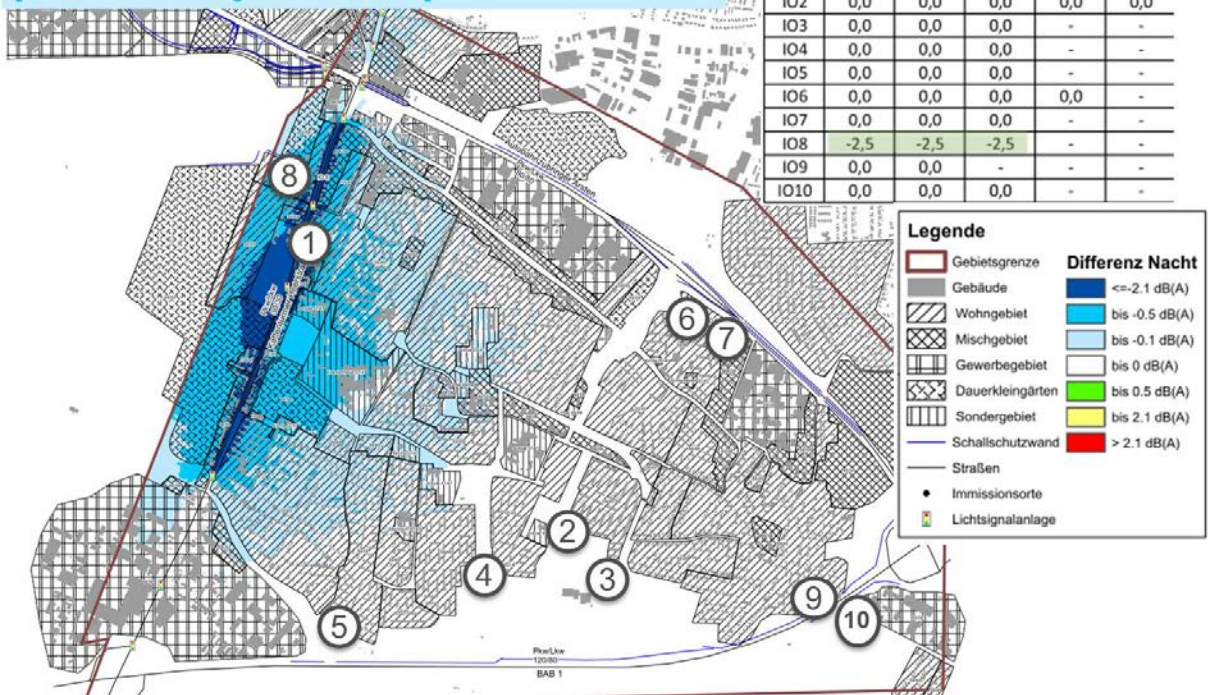 IO2 0,0 0,0 0,0 0,0 0,0
IO3 0,0 0,0 0,0 - -
IO4 0,0 0,0 0,0 - -
IO5 0,0 0,0 0,0 - -
IO6 0,0 0,0 0,0 0,0 -
IO7 0,0 0,0 0,0 - -
IO8 -2,5 -2,5 -2,5 - -
IO9 0,0 0,0 - - -
IO10 0,0 0,0 0,0 - -
8
1
6
7
2
4
3
5
9
10
Pkw/Lkw
120/80
BAB 1
Legende
Gebietsgrenze
Gebäude
Wohngebiet
Mischgebiet
Gewerbegebiet
Dauerkleingärten
Sondergebiet
Schallschutzwand
Straßen
Immissionsorte
Lichtsignalanlage
Differenz Nacht
<=-2.1 dB(A)
bis -0.5 dB(A)
bis -0.1 dB(A)
bis 0 dB(A)
bis 0.5 dB(A)
bis 2.1 dB(A)
> 2.1 dB(A)